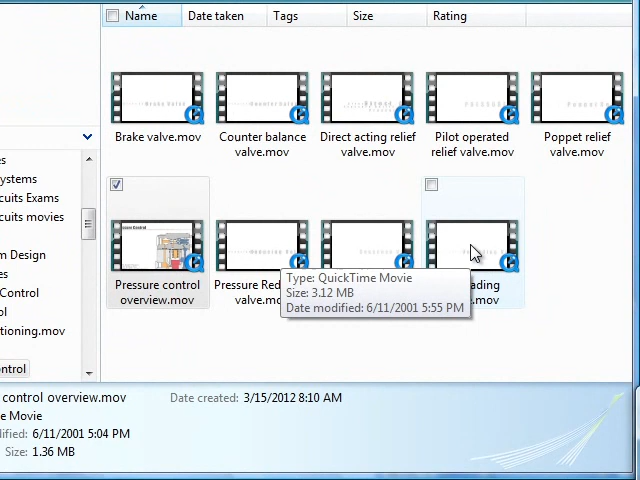 Name Date taken Tags Size Rating
Brake valve.mov
Counter balance valve.mov
Direct acting relief valve.mov
Pilot operated relief valve.mov
Poppet relief valve.mov
es
ystems
cuits Exams
cuits movies
m Design
es
Control
ol
tioning.mov
ontrol
Pressure control overview.mov
Pressure Red
valve.mo
ading
e.mov
Type: QuickTime Movie
Size: 3.12 MB
Date modified: 6/11/2001 5:55 PM
control overview.mov Date created: 3/15/2012 8:10 AM
e Movie
dified: 6/11/2001 5:04 PM
Size: 1.36 MB